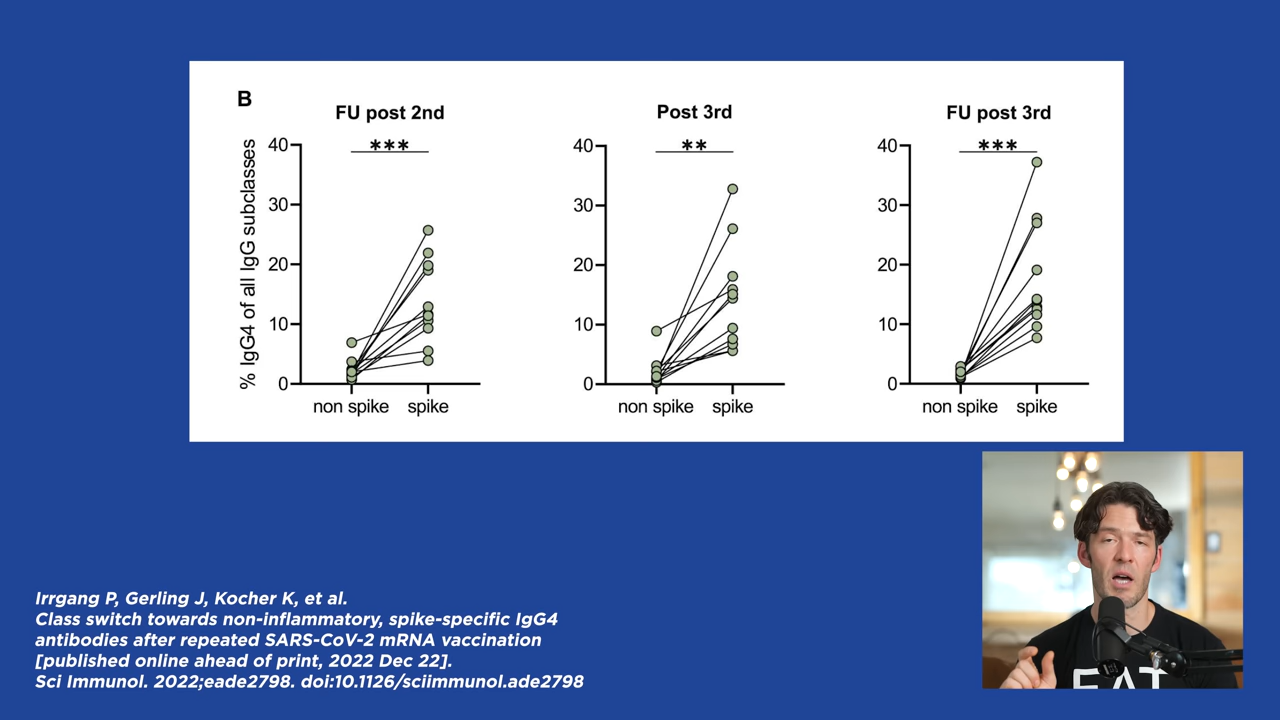 B
FU post 2nd
Post 3rd
FU post 3rd
% IgG4 of all IgG subclasses
40
***
30
20
10
0
non spike
spike
40
**
30
20
10
0
non spike
spike
40
***
30
20
10
0
non spike
spike
Irrgang P, Gerling J, Kocher K, et al.
Class switch towards non-inflammatory, spike-specific IgG4
antibodies after repeated SARS-CoV-2 mRNA vaccination
[published online ahead of print, 2022 Dec 22].
Sci Immunol. 2022;eade2798. doi:10.1126/sciimmunol.ade2798
EAT